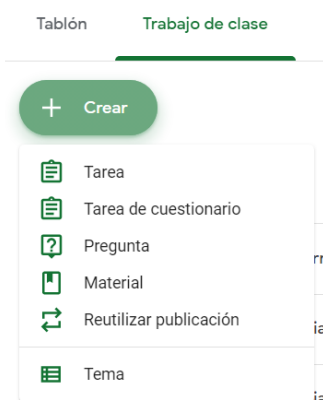 Tablón Trabajo de clase
Crear
Tarea
Tarea de cuestionario
Pregunta
Material
Reutilizar publicación
Tema